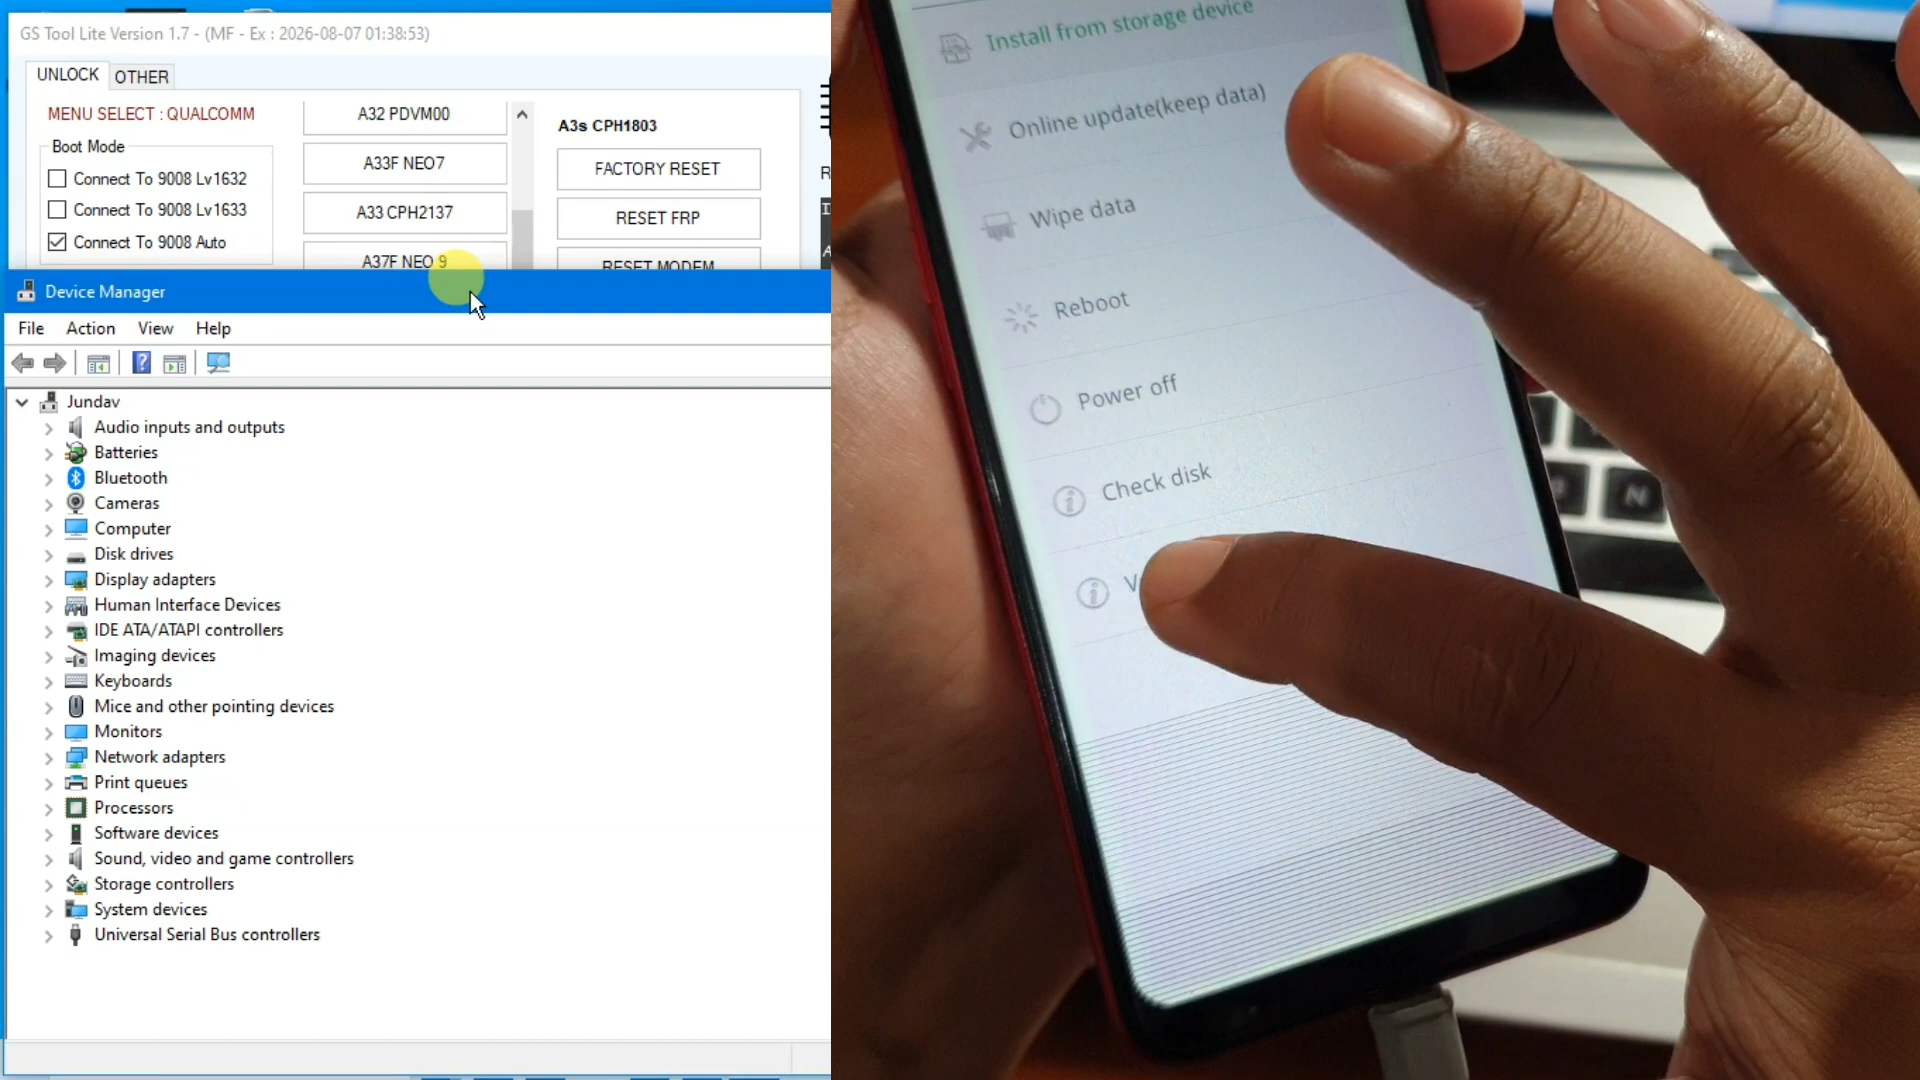 GS Tool Lite Version 1.7 - (MF - Ex : 2026-08-07 01:38:53)
UNLOCK
OTHER
MENU SELECT : QUALCOMM
Boot Mode
Connect To 9008 Lv1632
Connect To 9008 Lv1633
Connect To 9008 Auto
A32 PDVM00
A33F NEO7
A33 CPH2137
A37F NEO 9
A3s CPH1803
FACTORY RESET
RESET FRP
RESET MODEM
Device Manager
File Action View Help
Jundav
Audio inputs and outputs
Batteries
Bluetooth
Cameras
Computer
Disk drives
Display adapters
Human Interface Devices
IDE ATA/ATAPI controllers
Imaging devices
Keyboards
Mice and other pointing devices
Monitors
Network adapters
Print queues
Processors
Software devices
Sound, video and game controllers
Storage controllers
System devices
Universal Serial Bus controllers
Install from storage device
Online update(keep data)
Wipe data
Reboot
Power off
Check disk
N